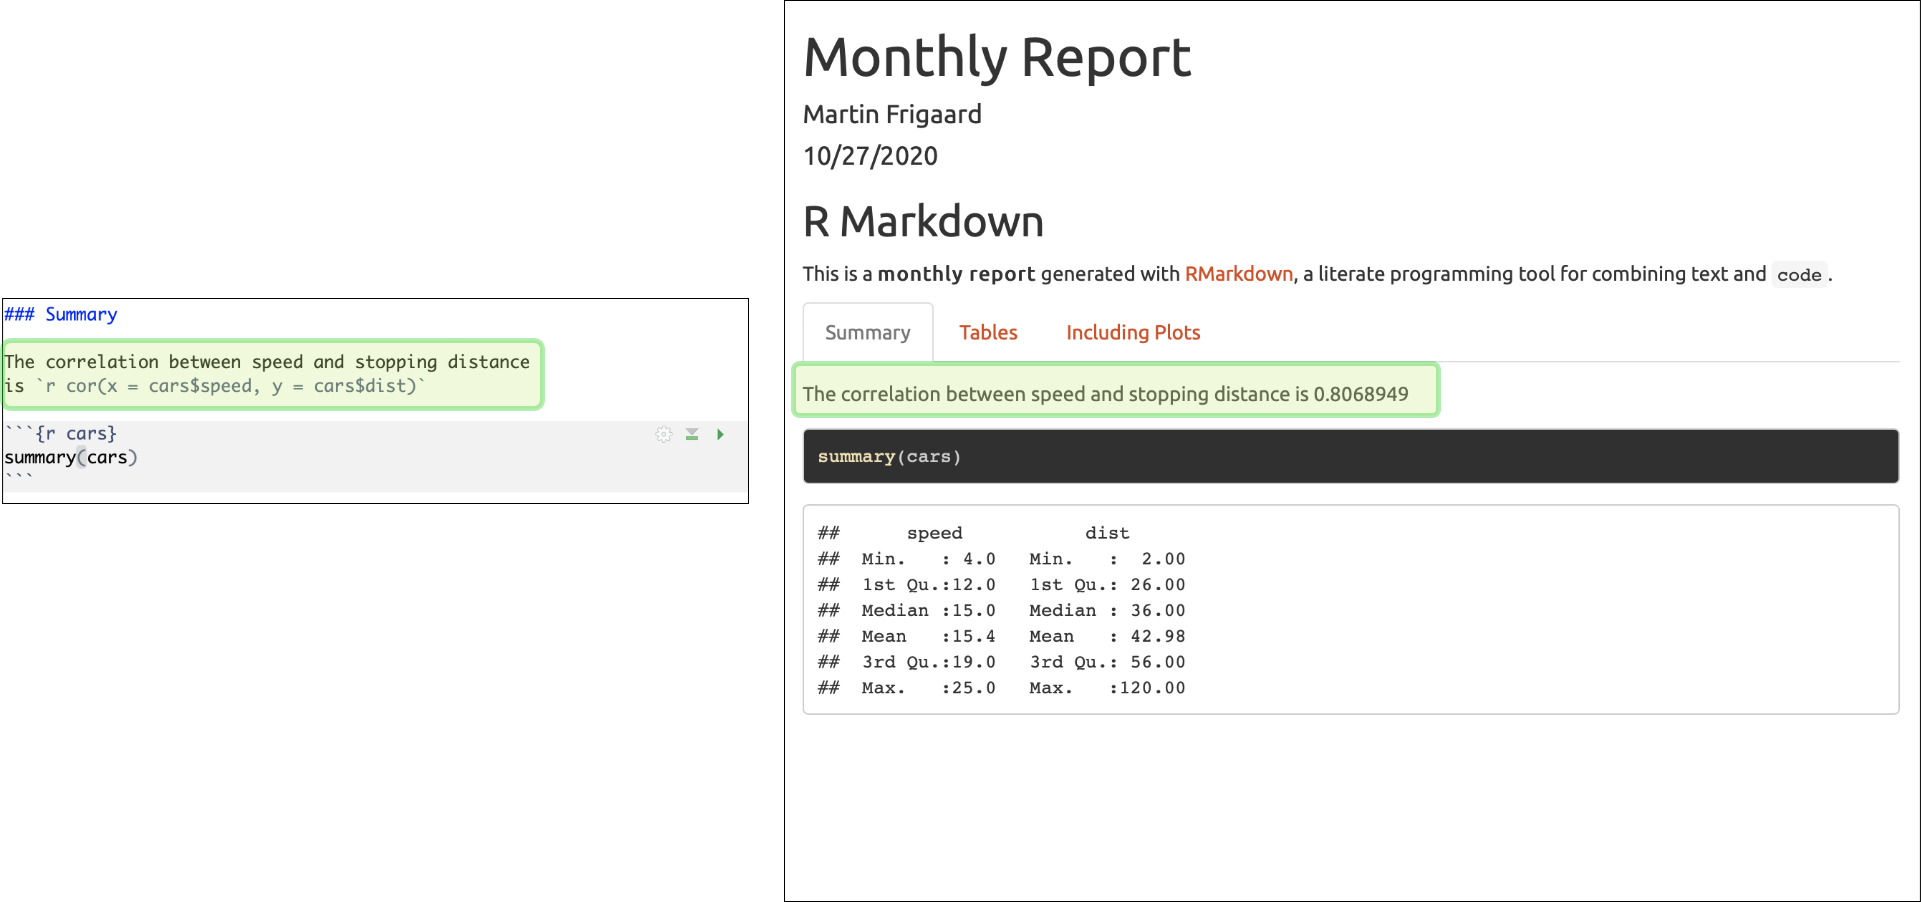 ### Summary
The correlation between speed and stopping distance
is `r cor(x = cars$speed, y = cars$dist)`
```{r cars}
summary(cars)
```
Monthly Report
Martin Frigaard
10/27/2020
R Markdown
This is a monthly report generated with RMarkdown, a literate programming tool for combining text and code.
Summary Tables Including Plots
The correlation between speed and stopping distance is 0.8068949
summary(cars)
##      speed           dist
##  Min.   : 4.0   Min.   :  2.00
##  1st Qu.:12.0   1st Qu.: 26.00
##  Median :15.0   Median : 36.00
##  Mean   :15.4   Mean   : 42.98
##  3rd Qu.:19.0   3rd Qu.: 56.00
##  Max.   :25.0   Max.   :120.00